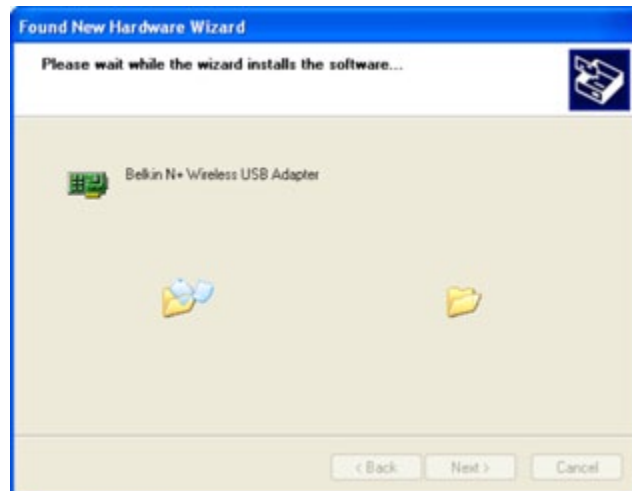 Found New Hardware Wizard
Please wait while the wizard installs the software...
Belkin N+ Wireless USB Adapter
< Back
Next >
Cancel